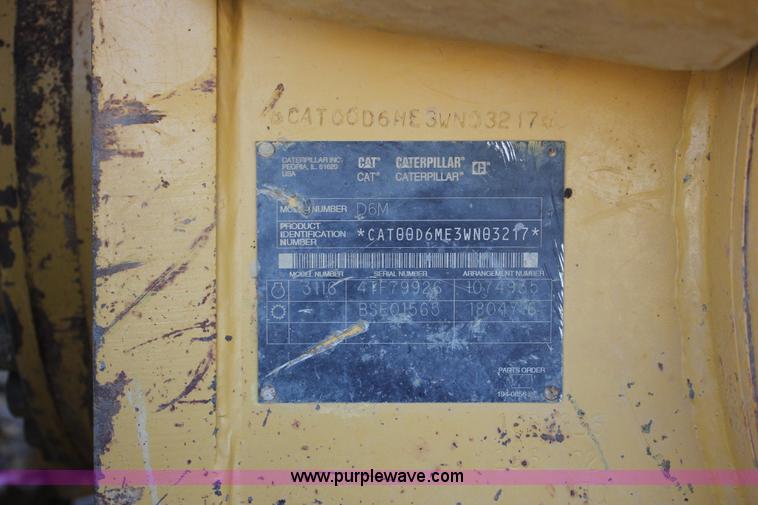 *CAT00D6ME3WN03217*
CATERPILLAR INC.
PEORIA, IL 61629
USA
CAT® CATERPILLAR®
CAT® CATERPILLAR®
MODEL NUMBER D6M
PRODUCT IDENTIFICATION NUMBER *CAT00D6ME3WN03217*
MODEL NUMBER SERIAL NUMBER ARRANGEMENT NUMBER
3116
BSE01568
PARTS ORDER
www.purplewave.com